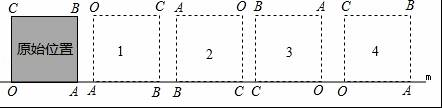 C B O C A O B A C B
原始位置 1 2 3 4
m
O A A B B C C O O A